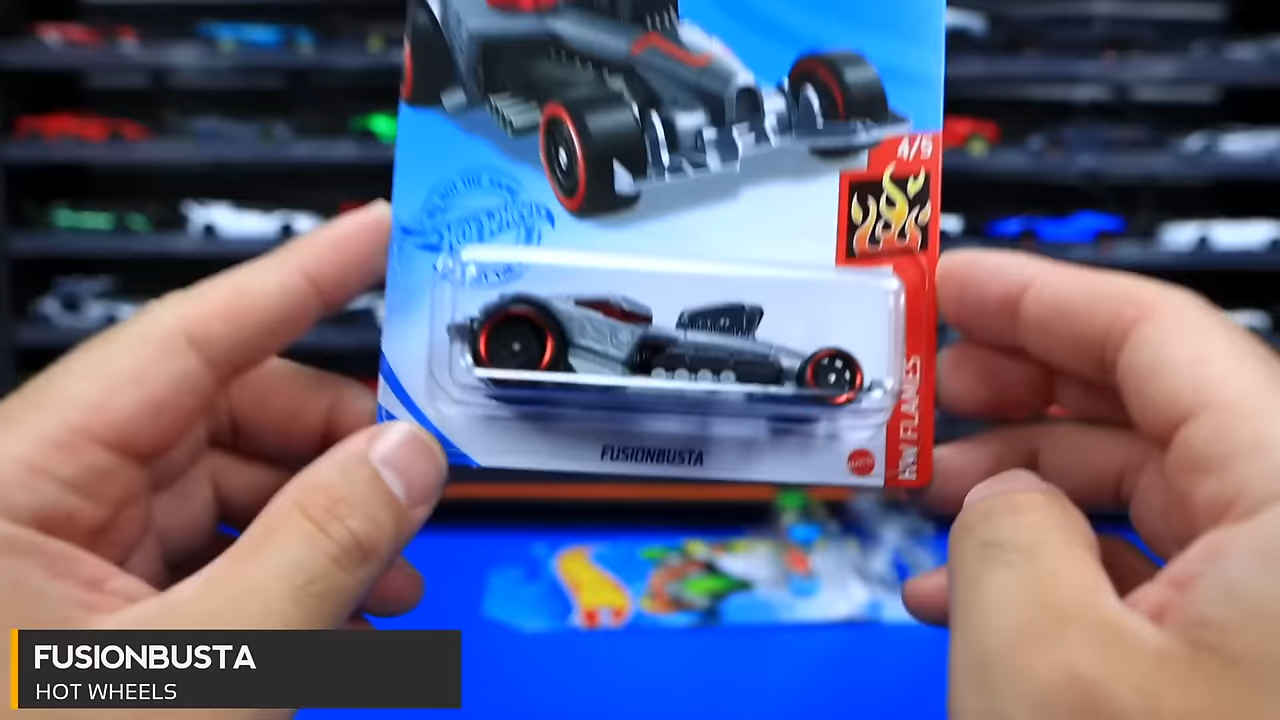 4/5
FUSIONBUSTA
HW FLAMES
FUSIONBUSTA
HOT WHEELS